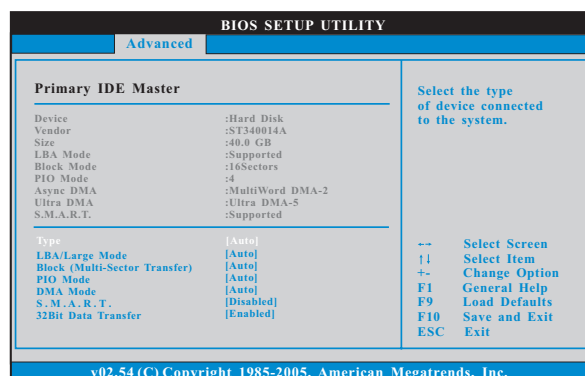 BIOS SETUP UTILITY
Advanced
Primary IDE Master
Device :Hard Disk
Vendor :ST340014A
Size :40.0 GB
LBA Mode :Supported
Block Mode :16Sectors
PIO Mode :4
Async DMA :MultiWord DMA-2
Ultra DMA :Ultra DMA-5
S.M.A.R.T. :Supported
Type [Auto]
LBA/Large Mode [Auto]
Block (Multi-Sector Transfer) [Auto]
PIO Mode [Auto]
DMA Mode [Auto]
S.M.A.R.T. [Disabled]
32Bit Data Transfer [Enabled]
Select the type
of device connected
to the system.
←→ Select Screen
↑↓ Select Item
+- Change Option
F1 General Help
F9 Load Defaults
F10 Save and Exit
ESC Exit
v02.54 (C) Copyright 1985-2005, American Megatrends, Inc.